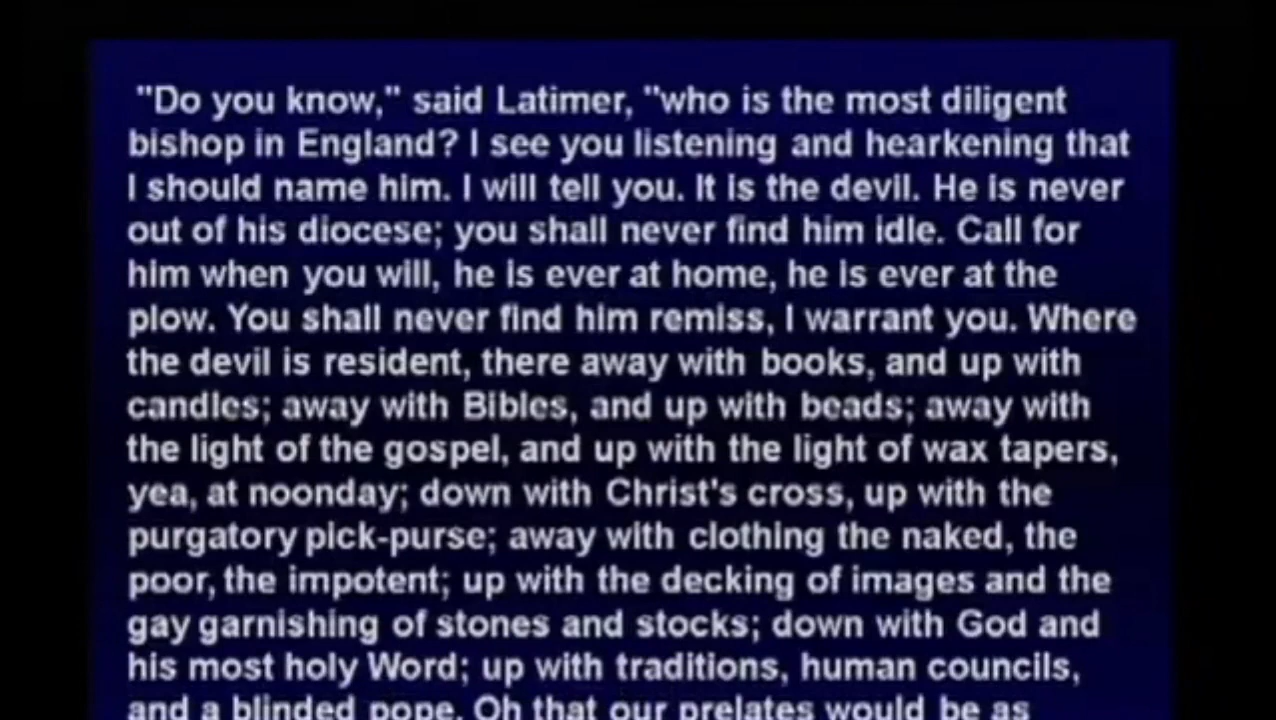 "Do you know," said Latimer, "who is the most diligent
bishop in England? I see you listening and hearkening that
I should name him. I will tell you. It is the devil. He is never
out of his diocese; you shall never find him idle. Call for
him when you will, he is ever at home, he is ever at the
plow. You shall never find him remiss, I warrant you. Where
the devil is resident, there away with books, and up with
candles; away with Bibles, and up with beads; away with
the light of the gospel, and up with the light of wax tapers,
yea, at noonday; down with Christ's cross, up with the
purgatory pick-purse; away with clothing the naked, the
poor, the impotent; up with the decking of images and the
gay garnishing of stones and stocks; down with God and
his most holy Word; up with traditions, human councils,
and a blinded pope. Oh that our prelates would be as